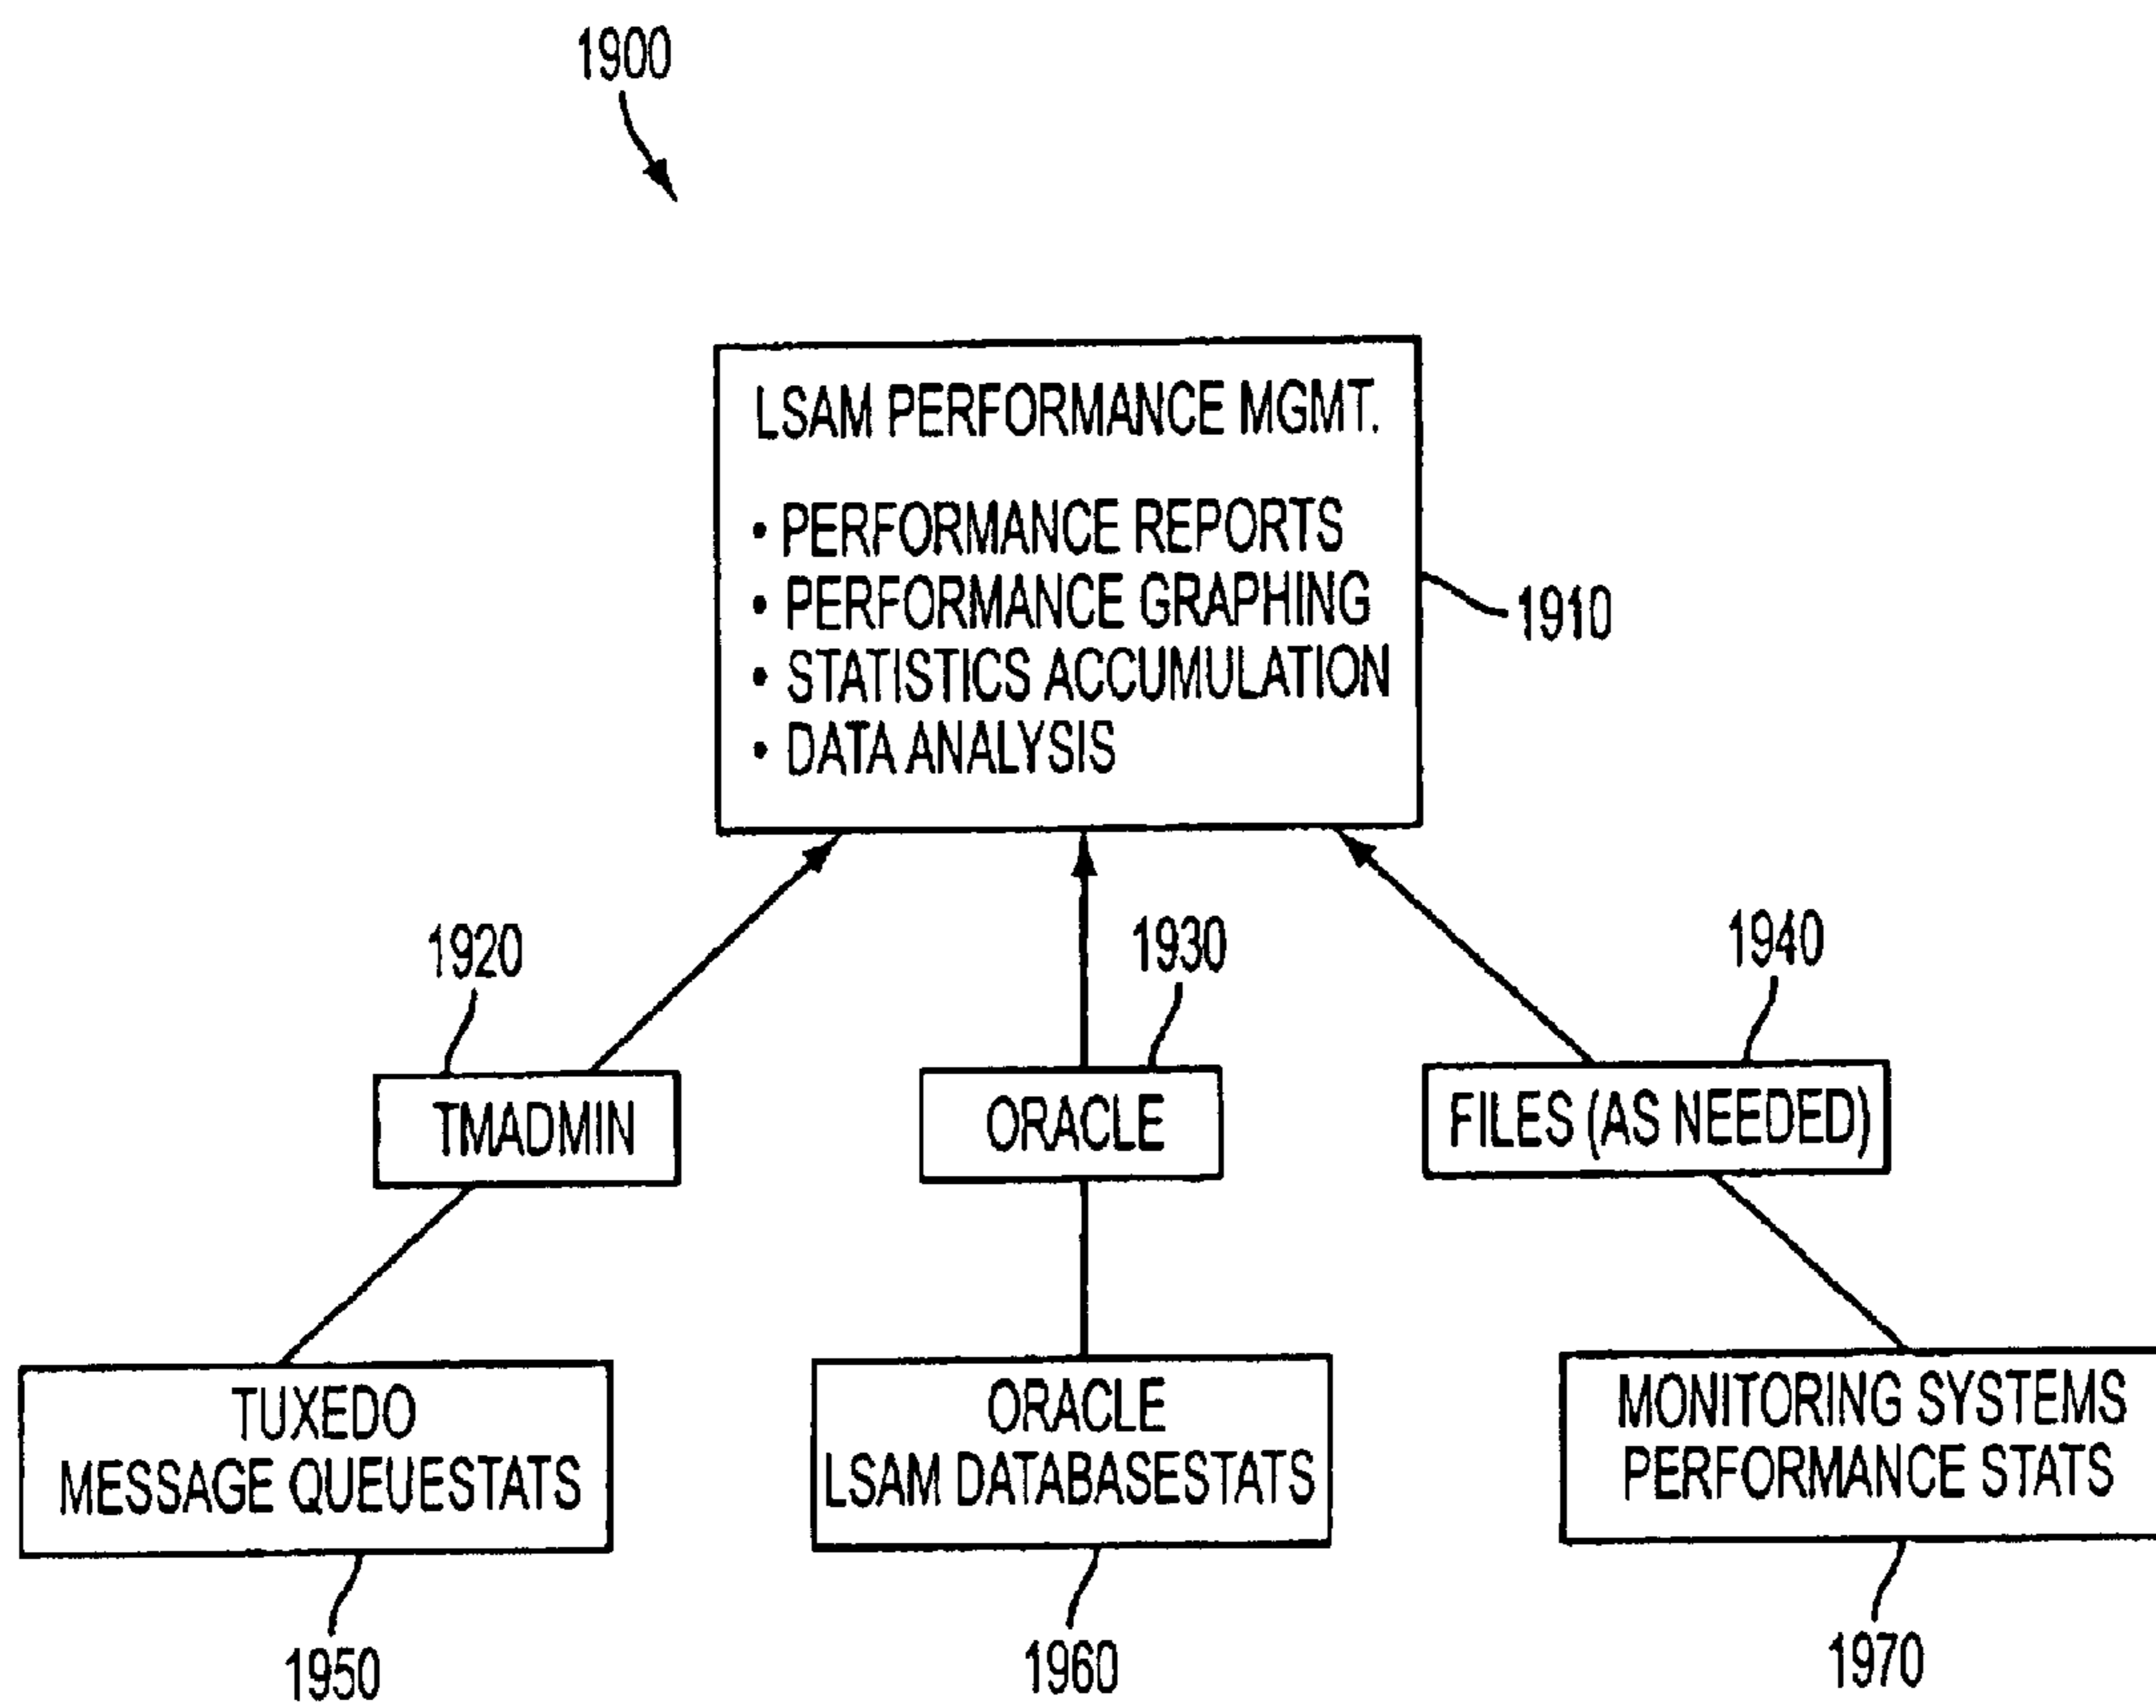 1900
LSAM PERFORMANCE MGMT.
• PERFORMANCE REPORTS
• PERFORMANCE GRAPHING
• STATISTICS ACCUMULATION
• DATA ANALYSIS
1910
1920
1930
1940
TMADMIN
ORACLE
FILES (AS NEEDED)
TUXEDO
MESSAGE QUEUESTATS
ORACLE
LSAM DATABASESTATS
MONITORING SYSTEMS
PERFORMANCE STATS
1950
1960
1970